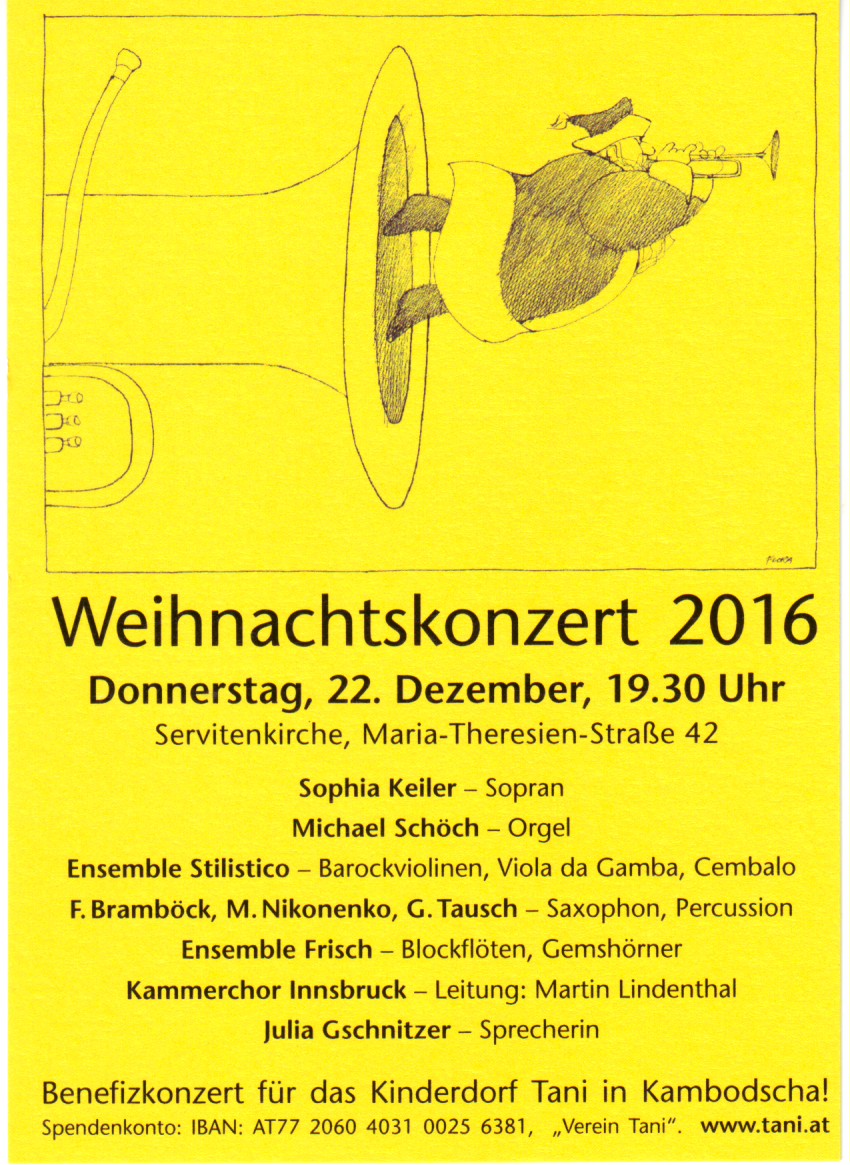 FLORA
Weihnachtskonzert 2016
Donnerstag, 22. Dezember, 19.30 Uhr
Servitenkirche, Maria-Theresien-Straße 42
Sophia Keiler – Sopran
Michael Schöch – Orgel
Ensemble Stilistico – Barockviolinen, Viola da Gamba, Cembalo
F. Bramböck, M. Nikonenko, G. Tausch – Saxophon, Percussion
Ensemble Frisch – Blockflöten, Gemshörner
Kammerchor Innsbruck – Leitung: Martin Lindenthal
Julia Gschnitzer – Sprecherin
Benefizkonzert für das Kinderdorf Tani in Kambodscha!
Spendenkonto: IBAN: AT77 2060 4031 0025 6381, „Verein Tani“. www.tani.at